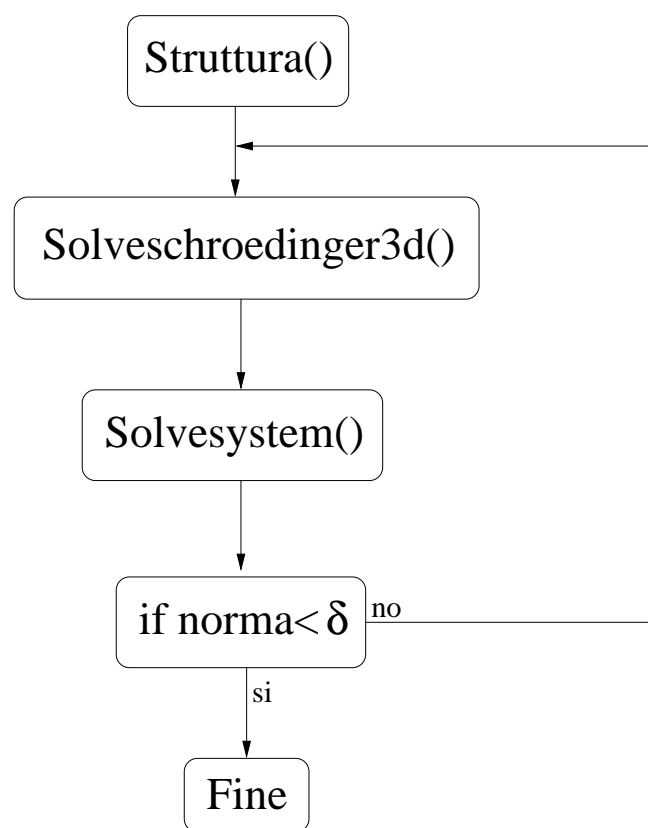 Struttura()
Solveschroedinger3d()
Solvesystem()
if norma< δ
no
si
Fine